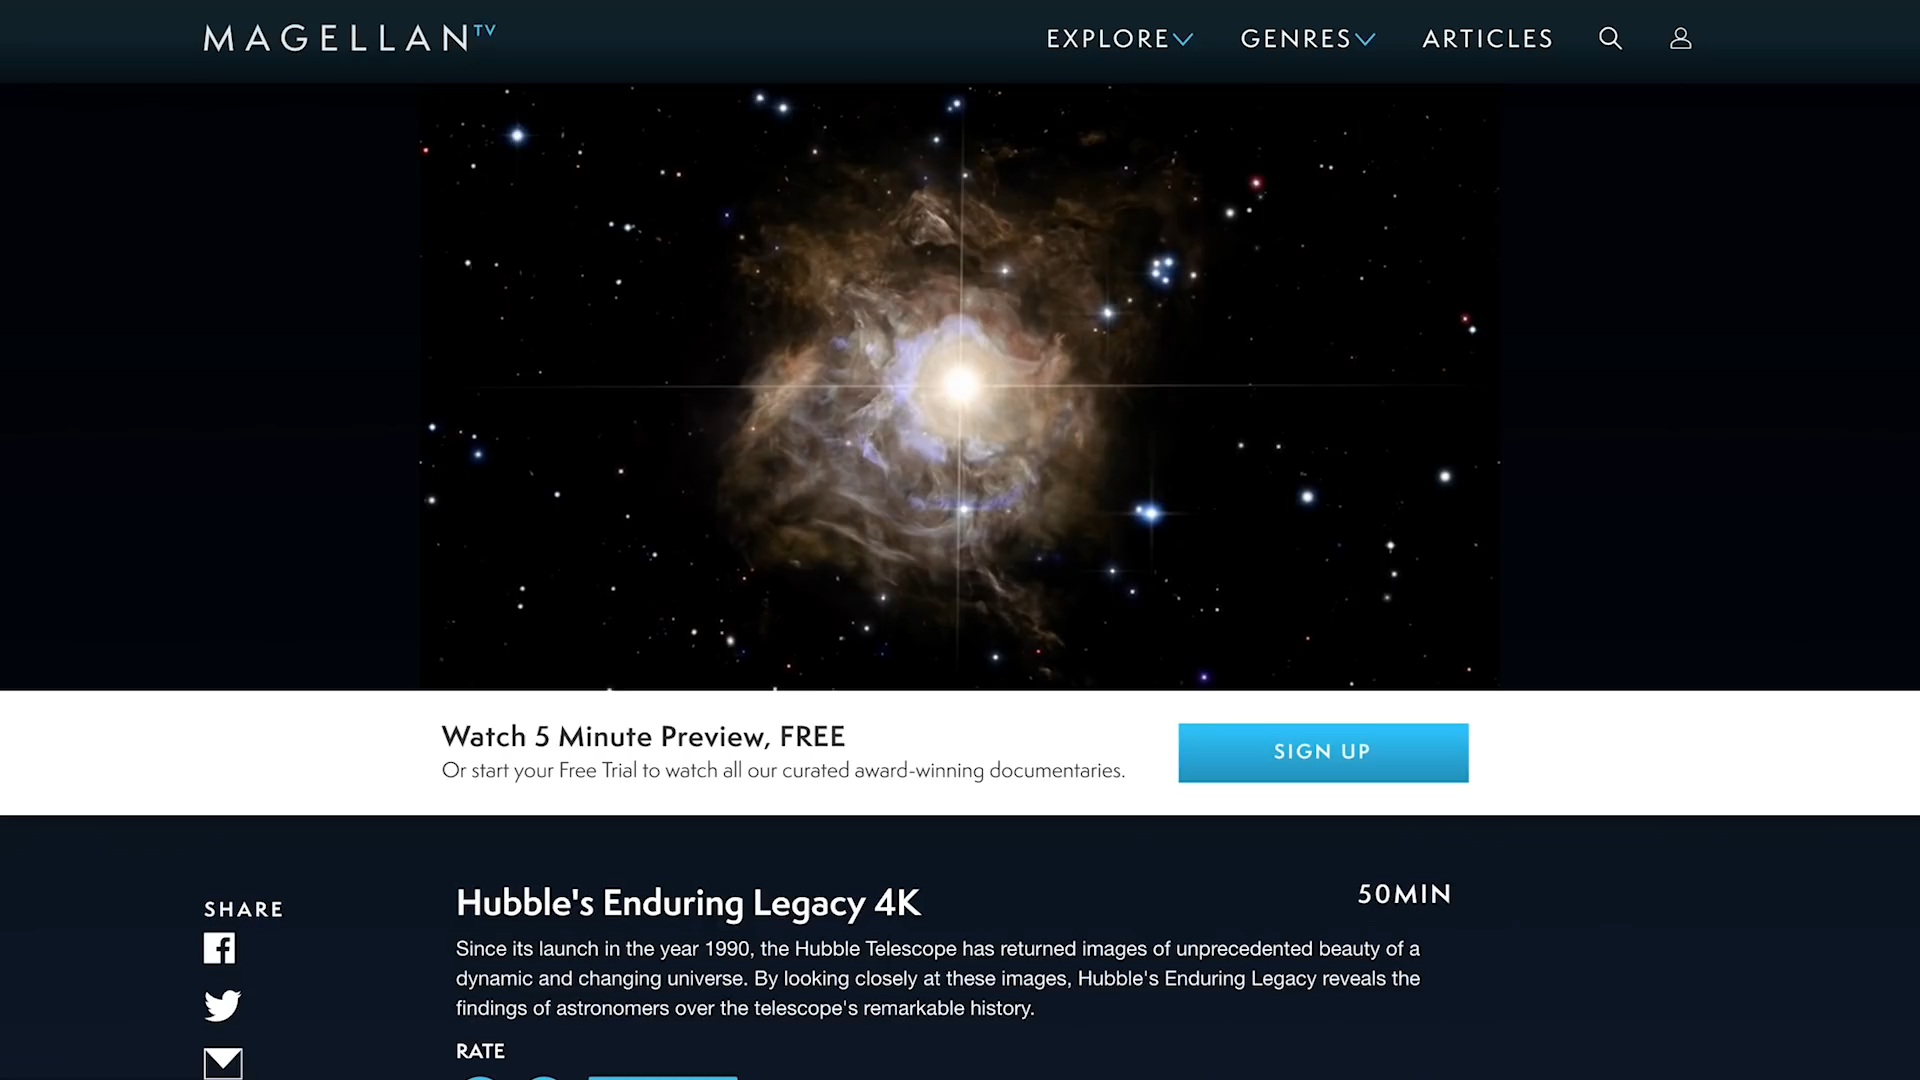 MAGELLANTV
EXPLORE
GENRES
ARTICLES
Watch 5 Minute Preview, FREE
Or start your Free Trial to watch all our curated award-winning documentaries.
SIGN UP
SHARE
Hubble's Enduring Legacy 4K
50MIN
Since its launch in the year 1990, the Hubble Telescope has returned images of unprecedented beauty of a
dynamic and changing universe. By looking closely at these images, Hubble's Enduring Legacy reveals the
findings of astronomers over the telescope's remarkable history.
RATE